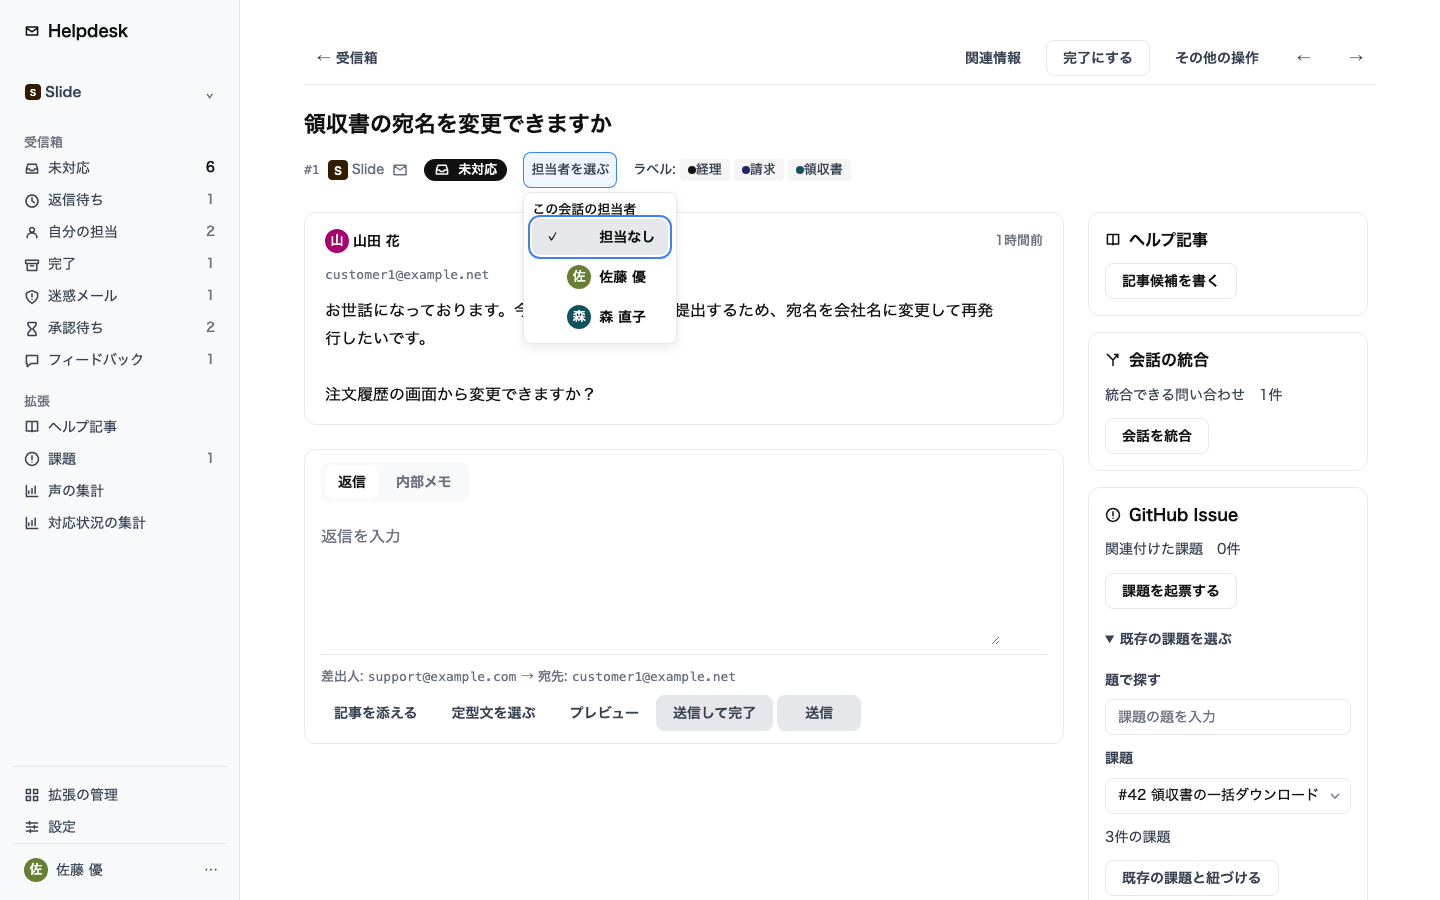 Helpdesk
S Slide
受信箱
未対応 6
返信待ち 1
自分の担当 2
完了 1
迷惑メール 1
承認待ち 2
フィードバック 1
拡張
ヘルプ記事
課題 1
声の集計
対応状況の集計
拡張の管理
設定
佐 佐藤 優 …
← 受信箱
関連情報 完了にする その他の操作 ← →
領収書の宛名を変更できますか
#1 S Slide 未対応 担当者を選ぶ ラベル: 経理 請求 領収書
この会話の担当者
✓ 担当なし
佐 佐藤 優
森 森 直子
山 山田 花 1時間前
customer1@example.net
お世話になっております。 提出するため、宛名を会社名に変更して再発
行したいです。
注文履歴の画面から変更できますか？
返信 内部メモ
返信を入力
差出人: support@example.com → 宛先: customer1@example.net
記事を添える 定型文を選ぶ プレビュー 送信して完了 送信
ヘルプ記事
記事候補を書く
会話の統合
統合できる問い合わせ 1件
会話を統合
GitHub Issue
関連付けた課題 0件
課題を起票する
▼ 既存の課題を選ぶ
題で探す
課題の題を入力
課題
#42 領収書の一括ダウンロード
3件の課題
既存の課題と紐づける